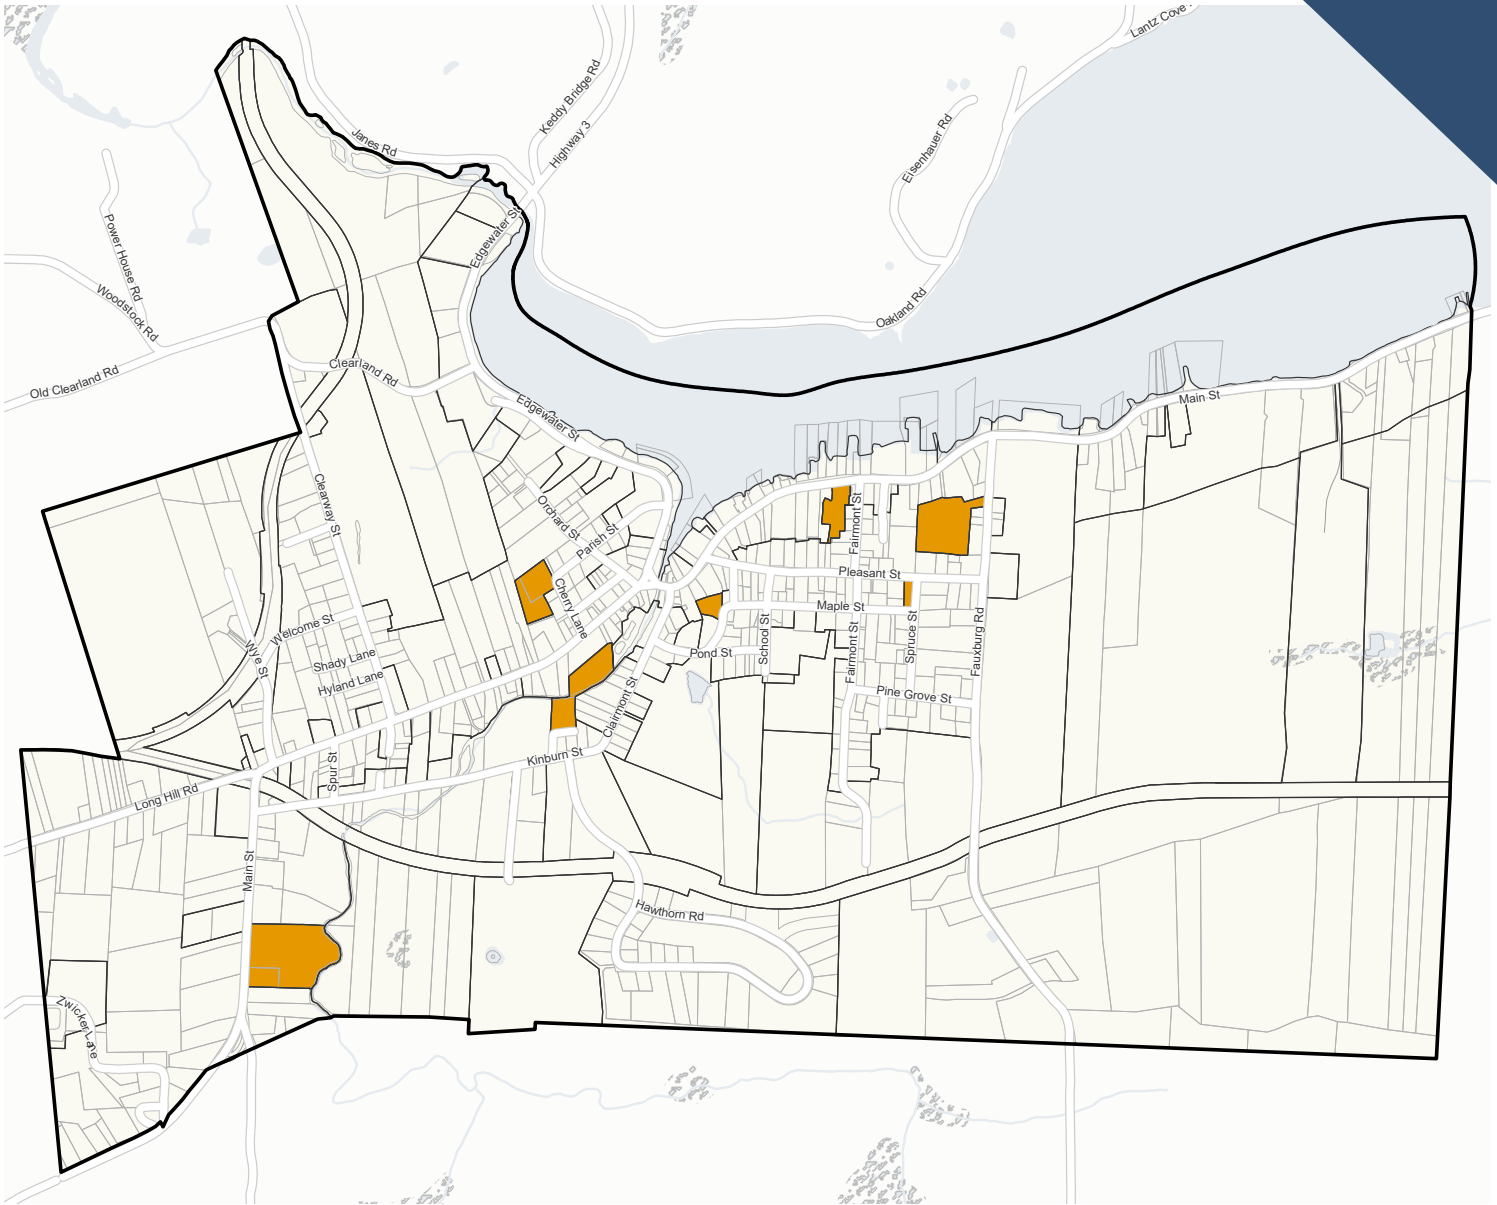 Lantz Cove
Keddy Bridge Rd
Highway 3
Janes Rd
Eisenhauer Rd
Edgewater St
Power House Rd
Woodstock Rd
Oakland Rd
Old Clearland Rd
Clearland Rd
Main St
Edgewater St
Clearway St
Orchard St
Parish St
Fairmont St
Pleasant St
Cherry Lane
Maple St
Welcome St
Wye St
Shady Lane
Hyland Lane
Pond St
School St
Fairmont St
Spruce St
Fauxburg Rd
Pine Grove St
Clairmont St
Kinburn St
Spur St
Long Hill Rd
Main St
Hawthorn Rd
Zwicker Lane